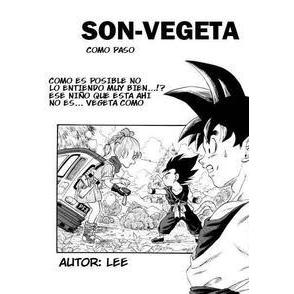 SON-VEGETA
COMO PASO
COMO ES POSIBLE NO
LO ENTIENDO MUY BIEN...!?
ESE NIÑO QUE ESTA AHI
NO ES... VEGETA COMO
AUTOR: LEE